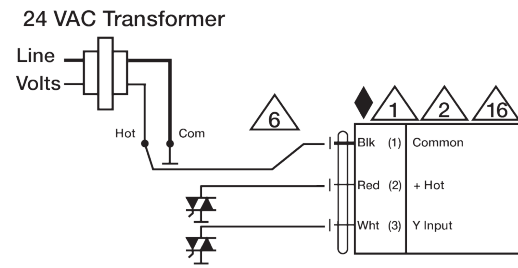 24 VAC Transformer
Line
Volts
Hot
Com
6
1
2
16
Blk (1) Common
Red (2) + Hot
Wht (3) Y Input